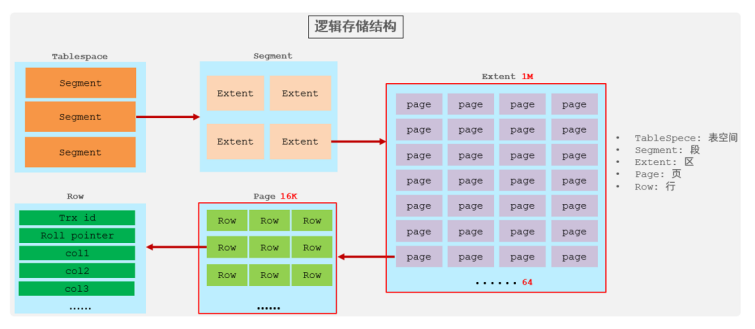 逻辑存储结构
Tablespace
Segment
Segment
Segment
Segment
Extent Extent
Extent Extent
Extent 1M
page page page page
page page page page
page page page page
page page page page
page page page page
page page page page
page page page page
......64
• TableSpece: 表空间
• Segment: 段
• Extent: 区
• Page: 页
• Row: 行
Row
Trx id
Roll pointer
col1
col2
col3
......
Page 16K
Row Row Row
Row Row Row
Row Row Row
......